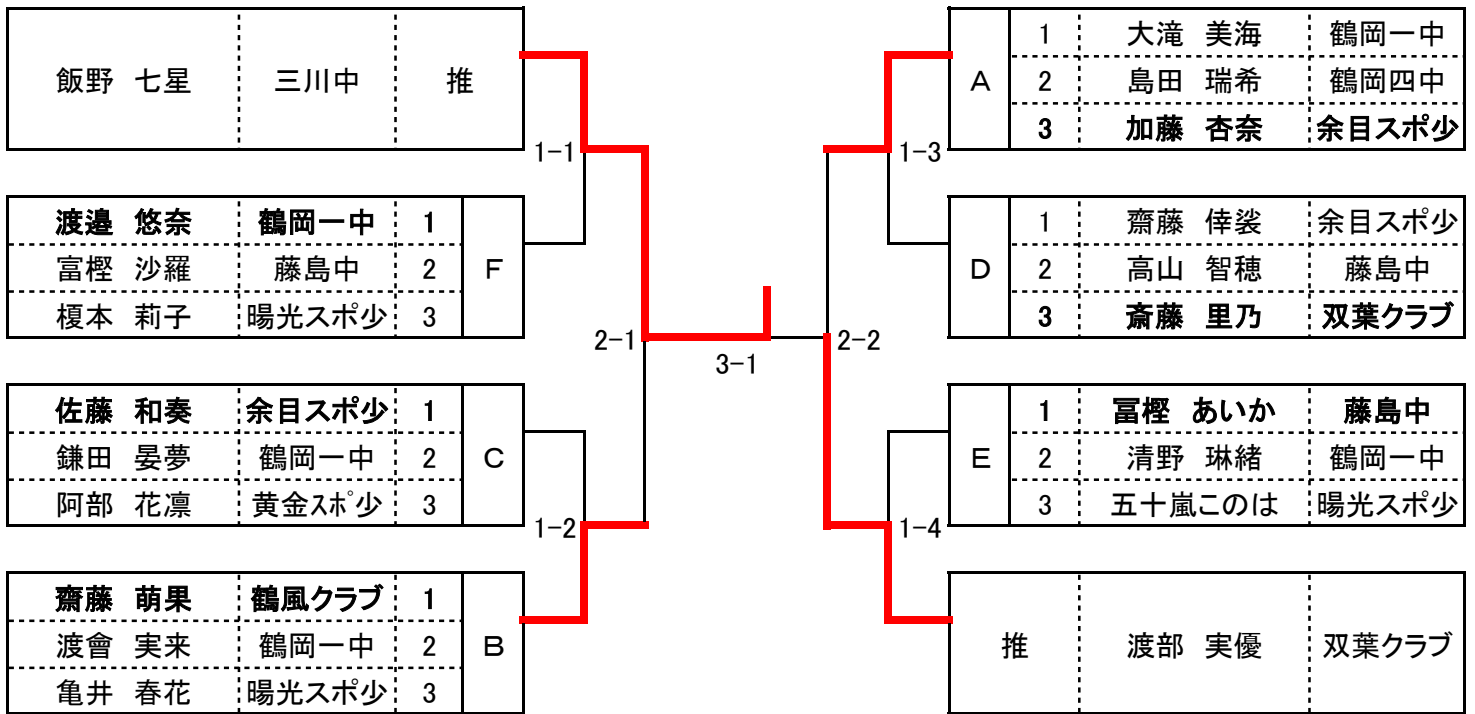 飯野 七星 三川中 推
渡邉 悠奈 鶴岡一中 1
富樫 沙羅 藤島中 2 F
榎本 莉子 暘光スポ少 3
佐藤 和奏 余目スポ少 1
鎌田 晏夢 鶴岡一中 2 C
阿部 花凛 黄金ｽﾎﾟ少 3
齋藤 萌果 鶴風クラブ 1
渡會 実来 鶴岡一中 2 B
亀井 春花 暘光スポ少 3
1-1
1-2
2-1
3-1
2-2
1-3
1-4
1 大滝 美海 鶴岡一中
A 2 島田 瑞希 鶴岡四中
3 加藤 杏奈 余目スポ少
1 齋藤 倖裟 余目スポ少
D 2 高山 智穂 藤島中
3 斎藤 里乃 双葉クラブ
1 冨樫 あいか 藤島中
E 2 清野 琳緒 鶴岡一中
3 五十嵐このは 暘光スポ少
推 渡部 実優 双葉クラブ